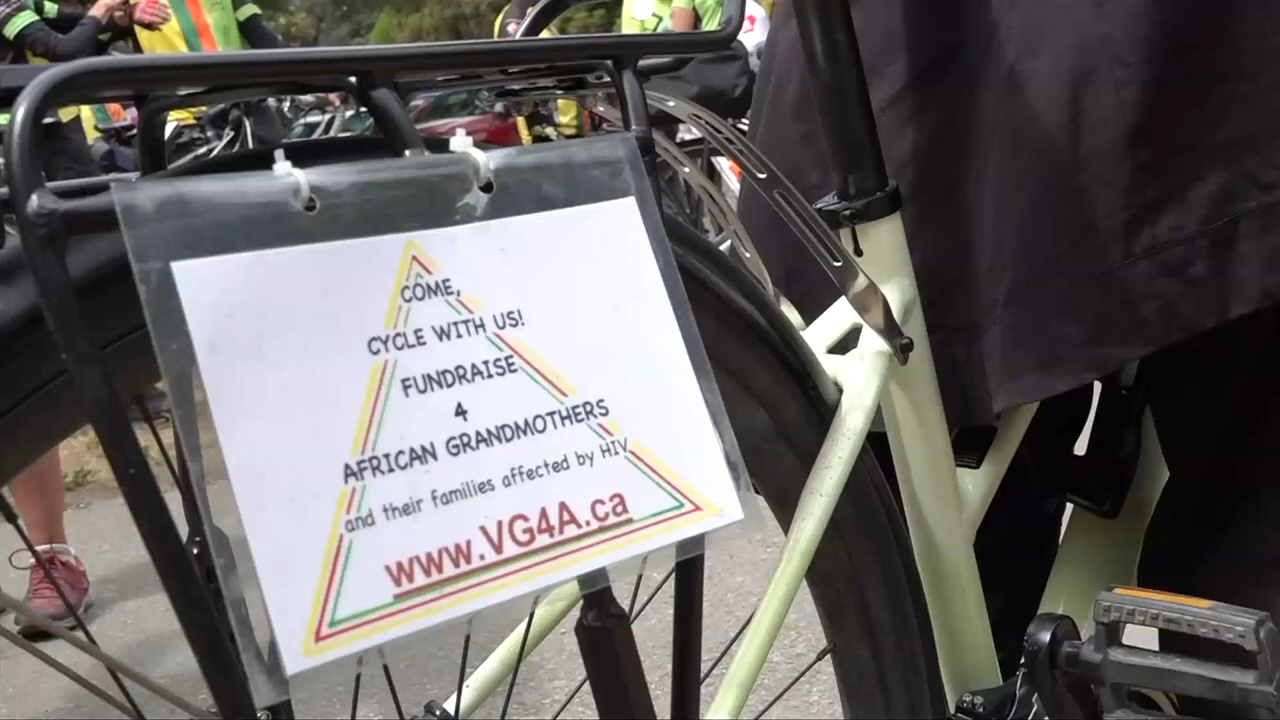 COME,
CYCLE WITH US!
FUNDRAISE
4
AFRICAN GRANDMOTHERS
and their families affected by HIV
www.VG4A.ca